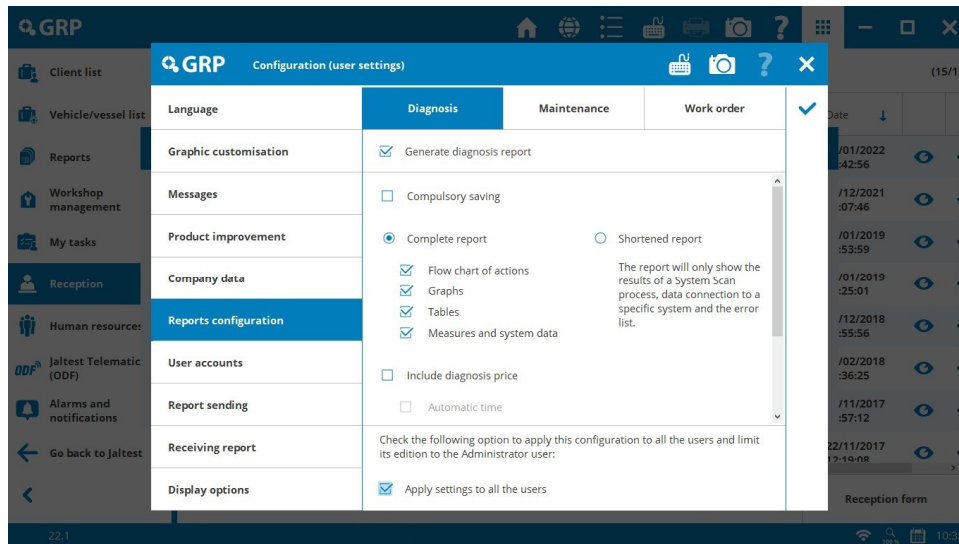 GRP
Client list
Vehicle/vessel list
Reports
Workshop
management
My tasks
Reception
Human resources
ODF
Jaltest Telematic
(ODF)
Alarms and
notifications
Go back to Jaltest
22.1
GRP
Configuration (user
settings)
?
Language
Graphic customisation
Messages
Product improvement
Company data
Reports configuration
User accounts
Report sending
Receiving report
Display options
Diagnosis
Maintenance
Work order
Generate diagnosis report
Compulsory saving
Complete report
Flow chart of actions
Graphs
Tables
Measures and system data
Shortened report
The report will only show the
results of a System Scan
process, data connection to a
specific system and the error
list.
Include diagnosis price
Automatic time
Check the following option to apply this configuration to all the users and limit
its edition to the Administrator user:
Apply settings to all the users
?
(15/1
Date
/01/2022
:42:56
/12/2021
:07:46
/01/2019
:53:59
/01/2019
:25:01
/12/2018
:55:56
/02/2018
:36:25
/11/2017
:57:12
22/11/2017
12:19:08
Reception form
100 %
10:3